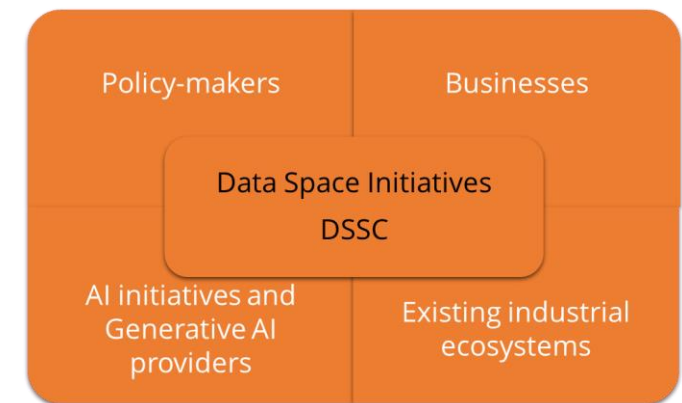 Policy-makers
Businesses
Data Space Initiatives
DSSC
AI initiatives and
Generative AI
providers
Existing industrial
ecosystems